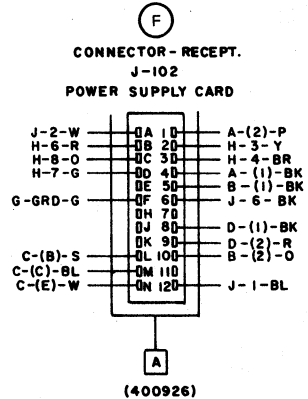 F
CONNECTOR-RECEPT.
J-102
POWER SUPPLY CARD
J-2-W A 1 A-(2)-P
H-6-R B 2 H-3-Y
H-8-O C 3 H-4-BR
H-7-G D 4 A-(1)-BK
E 5 B-(1)-BK
G-GRD-G F 6 J-6-BK
H 7
J 8 D-(1)-BK
K 9 D-(2)-R
C-(B)-S L 10 B-(2)-O
C-(C)-BL M 11
C-(E)-W N 12 J-1-BL
A
(400926)